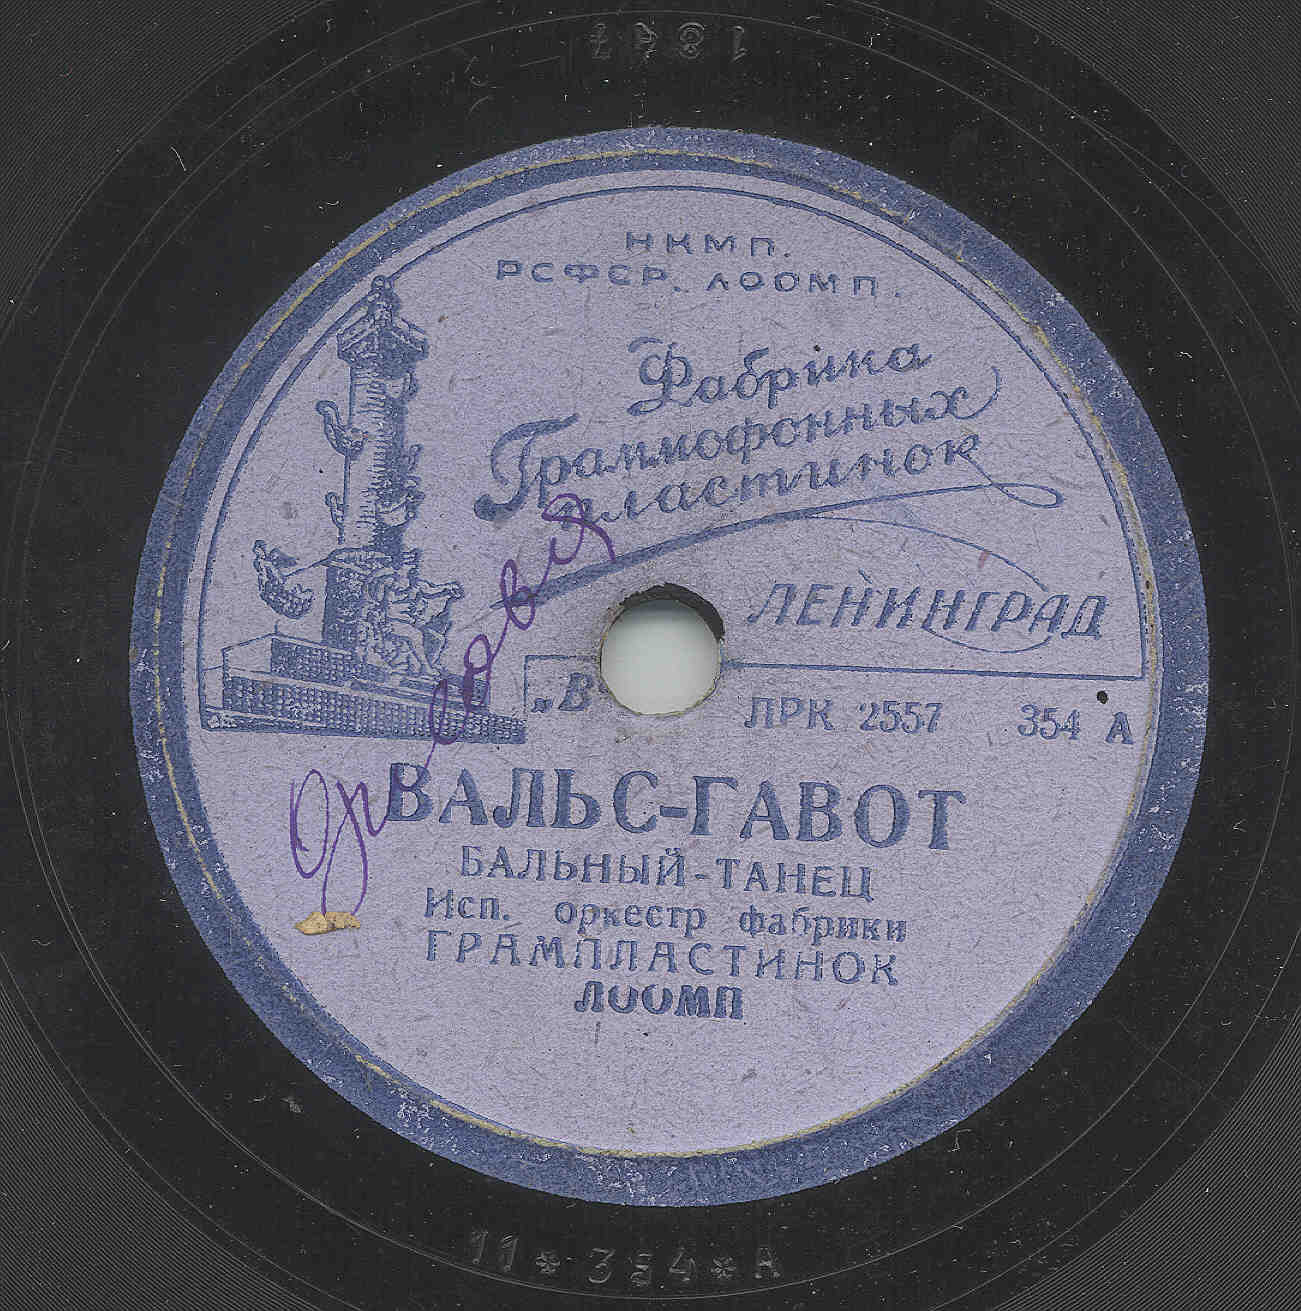 НКМП.
РСФСР. ЛООМП.
Фабрика
Граммофонных
пластинок
ЛЕНИНГРАД
„В“ ЛРК 2557 354 А
ВАЛЬС-ГАВОТ
БАЛЬНЫЙ-ТАНЕЦ
Исп. оркестр фабрики
ГРАМПЛАСТИНОК
ЛООМП
11*354*А